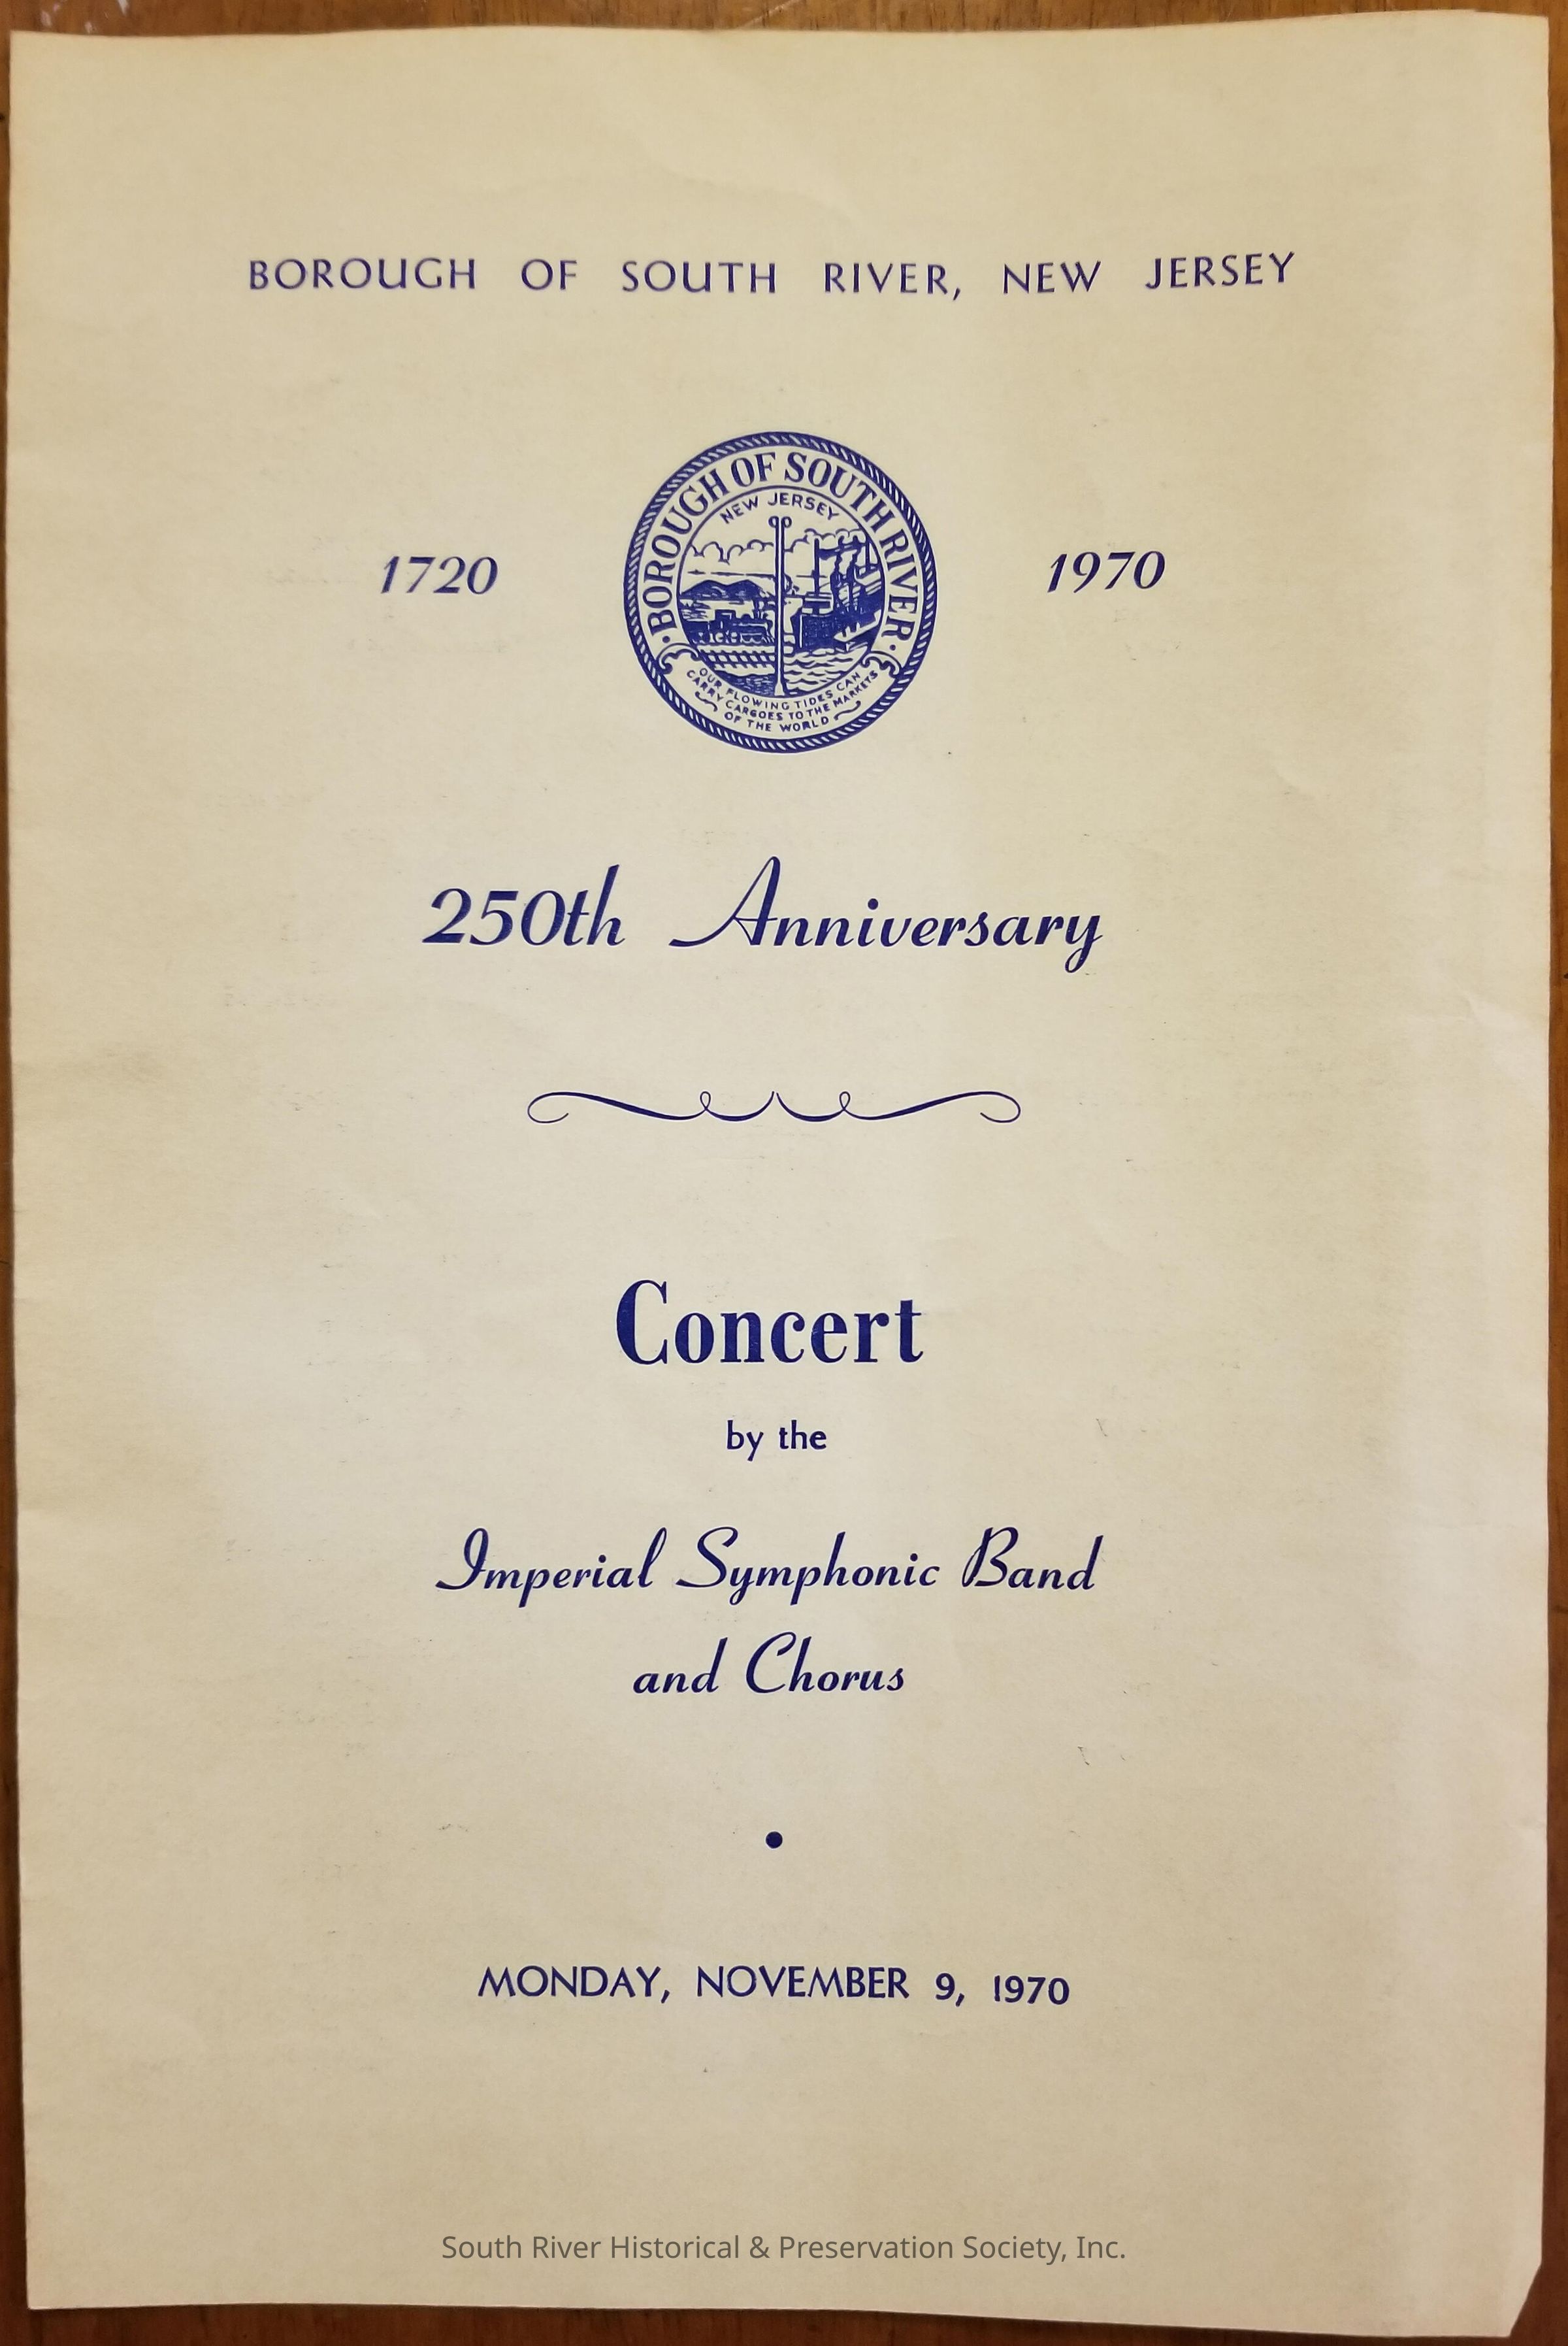 BOROUGH OF SOUTH RIVER, NEW JERSEY
1720
· BOROUGH OF SOUTH RIVER ·
NEW JERSEY
OUR FLOWING TIDES CAN
CARRY CARGOES TO THE MARKETS
OF THE WORLD
1970
250th Anniversary
Concert
by the
Imperial Symphonic Band
and Chorus
•
MONDAY, NOVEMBER 9, 1970
South River Historical & Preservation Society, Inc.